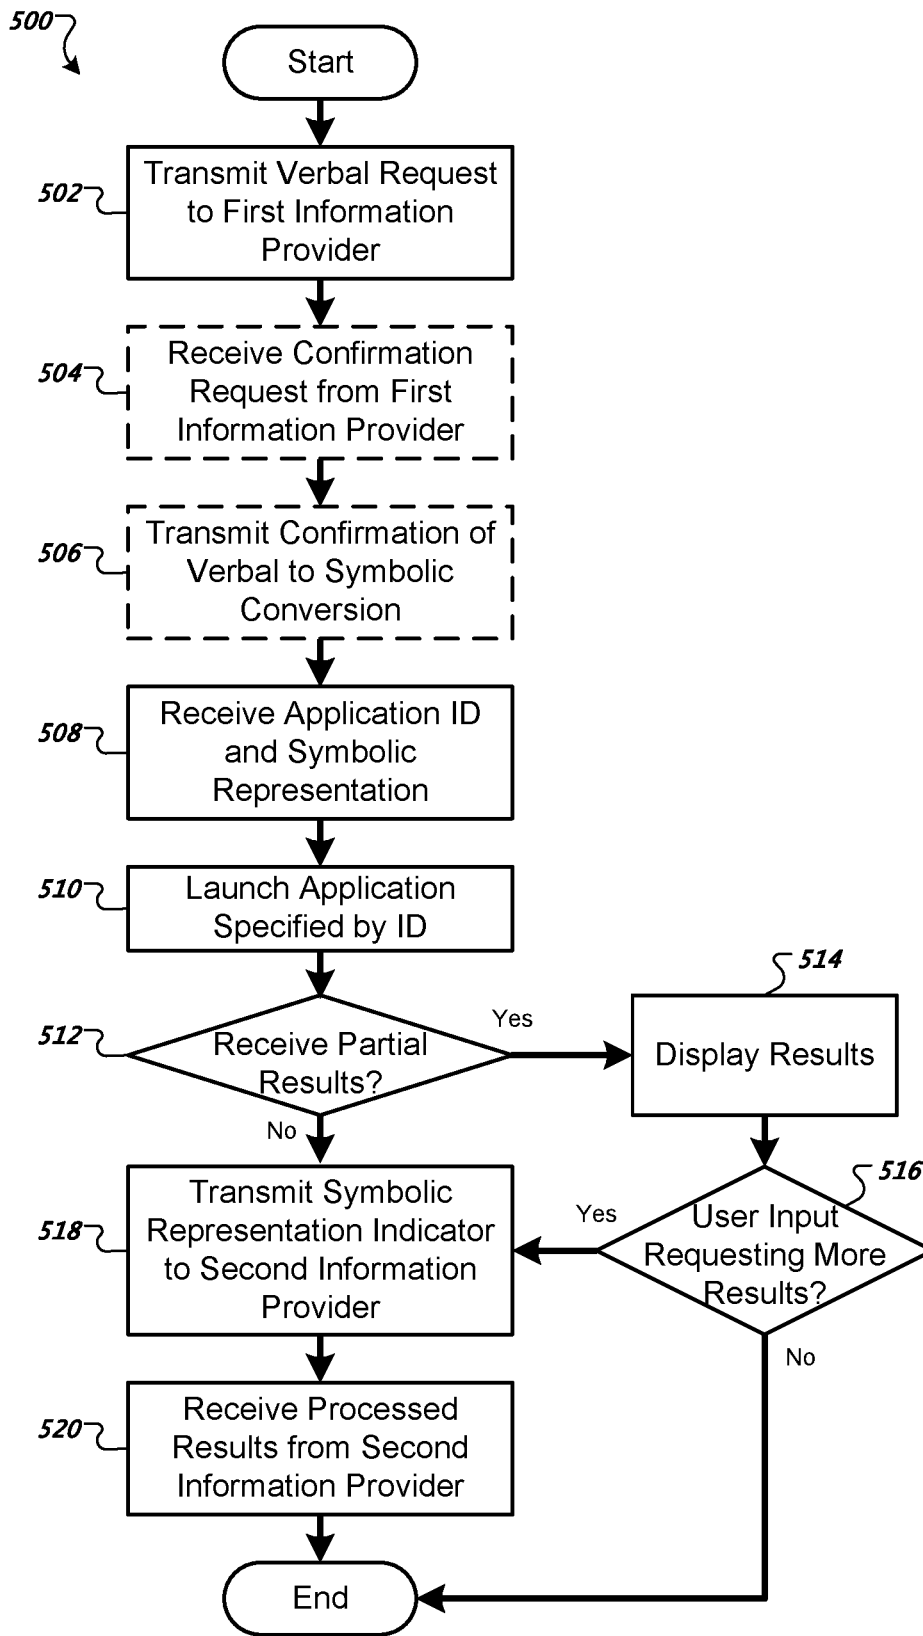 500
Start
502
Transmit Verbal Request
to First Information
Provider
504
Receive Confirmation
Request from First
Information Provider
506
Transmit Confirmation of
Verbal to Symbolic
Conversion
508
Receive Application ID
and Symbolic
Representation
510
Launch Application
Specified by ID
512
Receive Partial
Results?
Yes
No
514
Display Results
516
User Input
Requesting More
Results?
Yes
No
518
Transmit Symbolic
Representation Indicator
to Second Information
Provider
520
Receive Processed
Results from Second
Information Provider
End